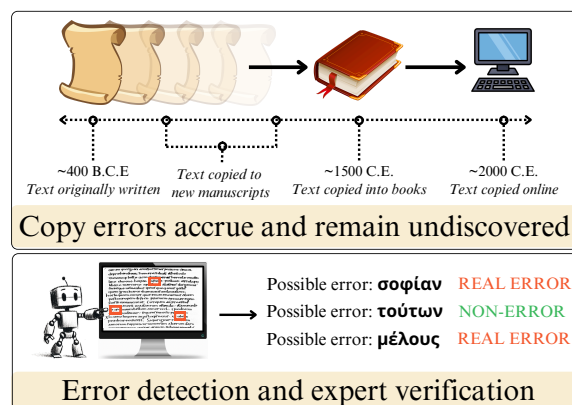 ~400 B.C.E
Text originally written
Text copied to
new manuscripts
~1500 C.E.
Text copied into books
~2000 C.E.
Text copied online
Copy errors accrue and remain undiscovered
Possible error: σοφίαν REAL ERROR
Possible error: τούτων NON-ERROR
Possible error: μέλους REAL ERROR
Error detection and expert verification